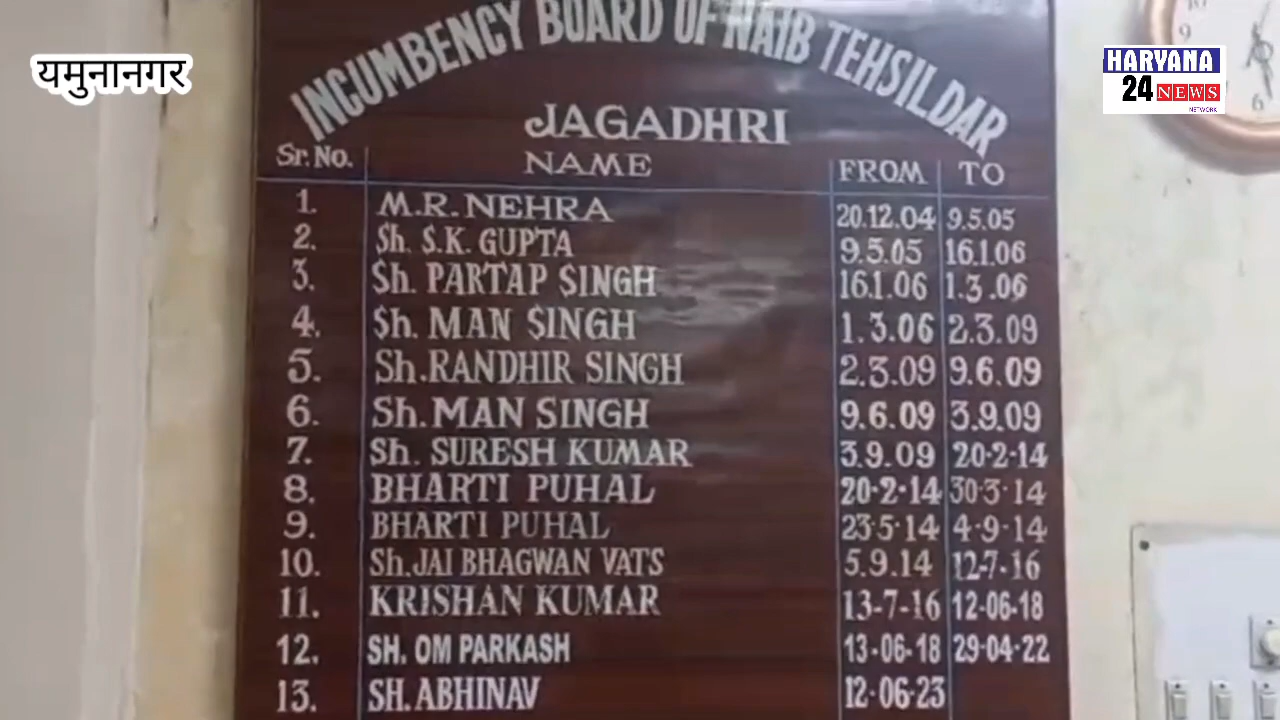 यमुनानगर
HARYANA
24 NEWS
NETWORK
10
9
6
INCUMBENCY BOARD OF NAIB TEHSILDAR
JAGADHRI
Sr. No. NAME FROM TO
1. M.R. NEHRA 20.12.04 9.5.05
2. Sh. S.K. GUPTA 9.5.05 16.1.06
3. Sh. PARTAP SINGH 16.1.06 1.3.06
4. Sh. MAN SINGH 1.3.06 2.3.09
5. Sh. RANDHIR SINGH 2.3.09 9.6.09
6. Sh. MAN SINGH 9.6.09 3.9.09
7. Sh. SURESH KUMAR 3.9.09 20-2-14
8. BHARTI PUHAL 20-2-14 30-3-14
9. BHARTI PUHAL 23-5-14 4-9-14
10. Sh. JAI BHAGWAN VATS 5.9.14 12-7-16
11. KRISHAN KUMAR 13-7-16 12-06-18
12. SH. OM PARKASH 13-06-18 29-04-22
13. SH. ABHINAV 12-06-23